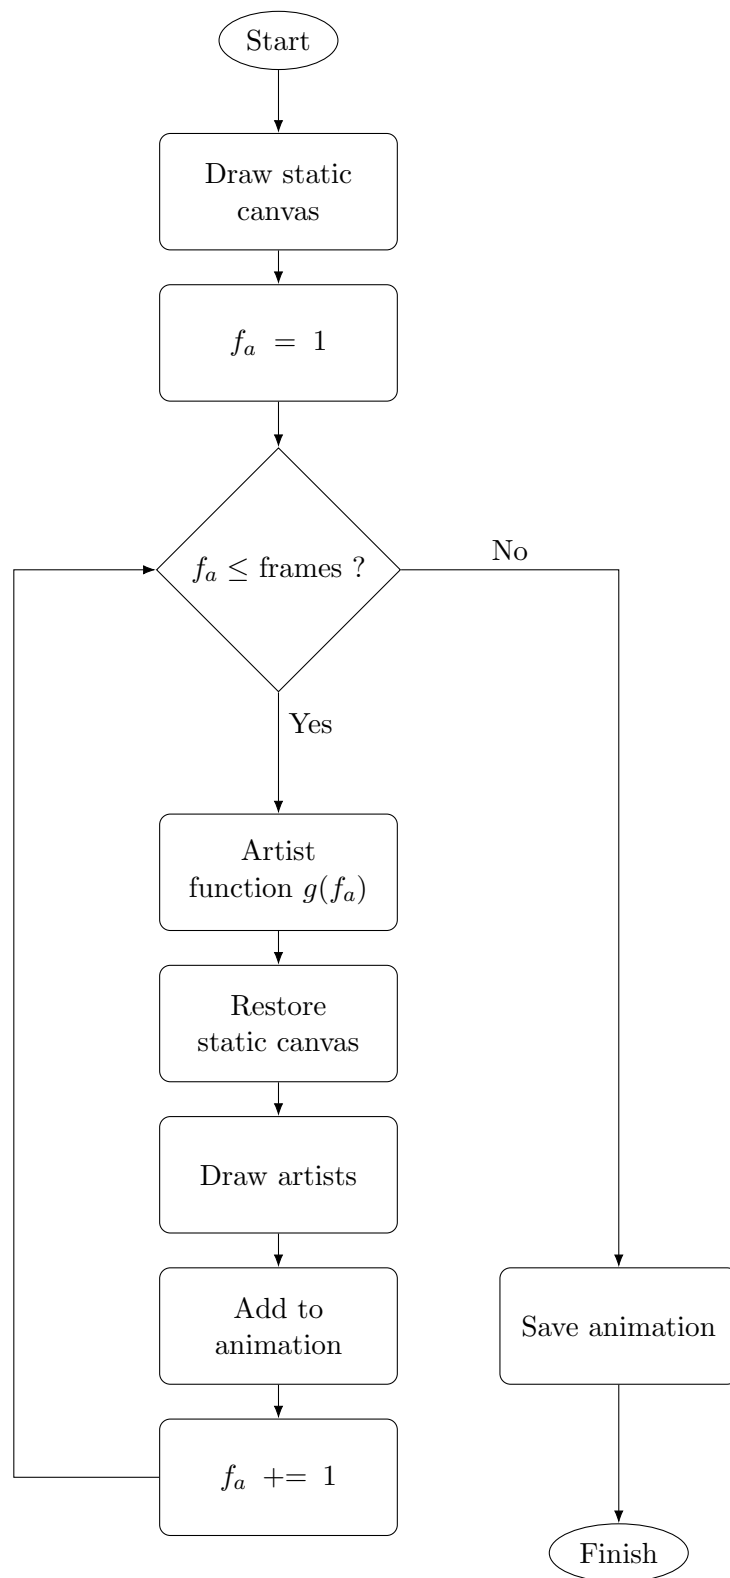 Start
Draw static
canvas
f_a = 1
f_a ≤ frames ?
No
Yes
Artist
function g(f_a)
Restore
static canvas
Draw artists
Add to
animation
Save animation
f_a += 1
Finish